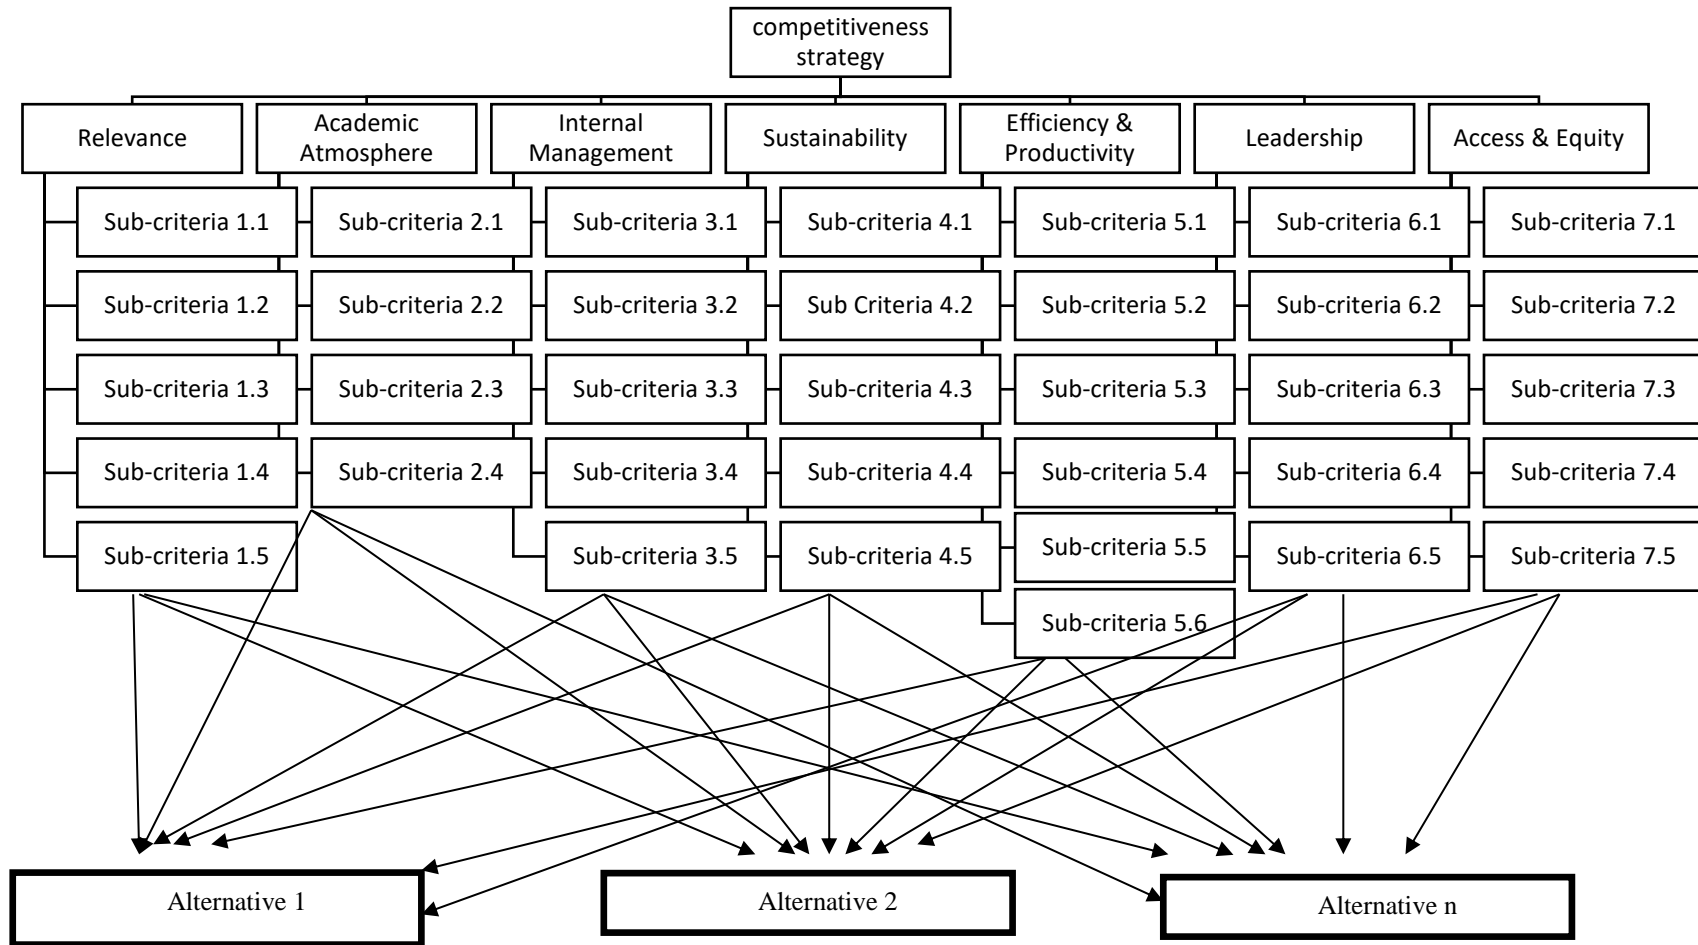 competitiveness
strategy
Relevance
Academic
Atmosphere
Internal
Management
Sustainability
Efficiency &
Productivity
Leadership
Access & Equity
Sub-criteria 1.1
Sub-criteria 2.1
Sub-criteria 3.1
Sub-criteria 4.1
Sub-criteria 5.1
Sub-criteria 6.1
Sub-criteria 7.1
Sub-criteria 1.2
Sub-criteria 2.2
Sub-criteria 3.2
Sub Criteria 4.2
Sub-criteria 5.2
Sub-criteria 6.2
Sub-criteria 7.2
Sub-criteria 1.3
Sub-criteria 2.3
Sub-criteria 3.3
Sub-criteria 4.3
Sub-criteria 5.3
Sub-criteria 6.3
Sub-criteria 7.3
Sub-criteria 1.4
Sub-criteria 2.4
Sub-criteria 3.4
Sub-criteria 4.4
Sub-criteria 5.4
Sub-criteria 6.4
Sub-criteria 7.4
Sub-criteria 1.5
Sub-criteria 3.5
Sub-criteria 4.5
Sub-criteria 5.5
Sub-criteria 6.5
Sub-criteria 7.5
Sub-criteria 5.6
Alternative 1
Alternative 2
Alternative n